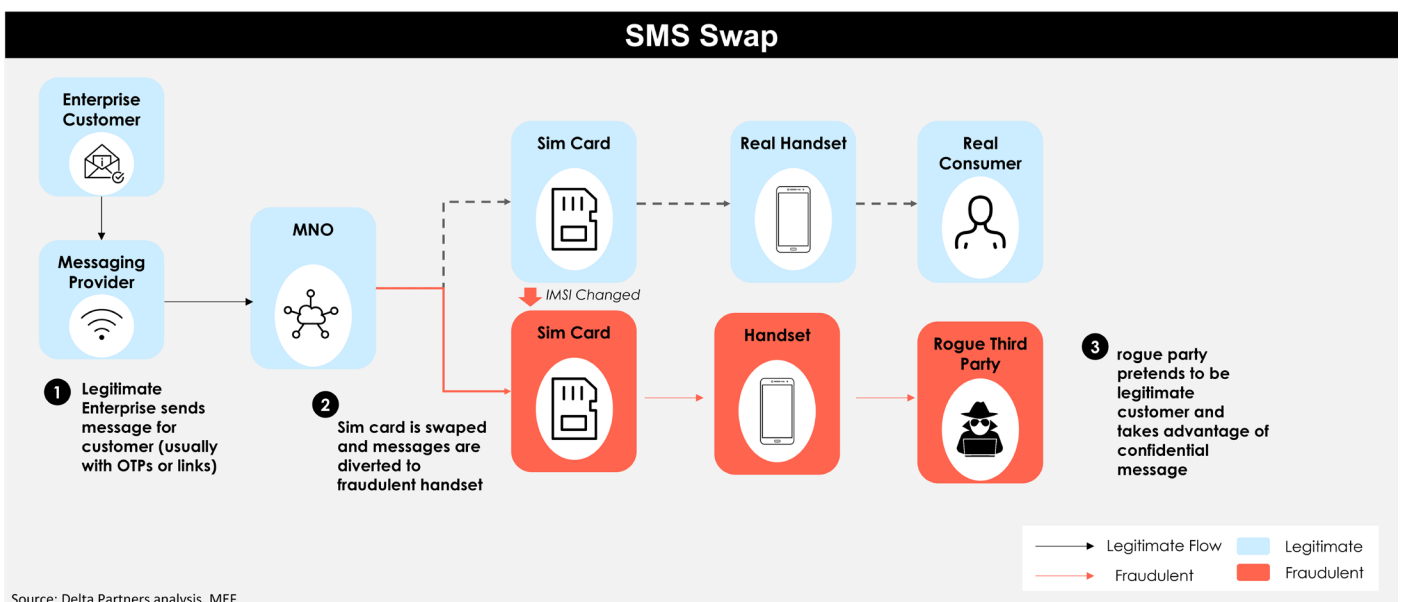 SMS Swap
Enterprise
Customer
Messaging
Provider
MNO
Sim Card
Real Handset
Real
Consumer
IMSI Changed
Sim Card
Handset
Rogue Third
Party
1
Legitimate
Enterprise sends
message for
customer (usually
with OTPs or links)
2
Sim card is swaped
and messages are
diverted to
fraudulent handset
3
rogue party
pretends to be
legitimate
customer and
takes advantage of
confidential
message
Legitimate Flow
Legitimate
Fraudulent
Fraudulent
Source: Delta Partners analysis, MEF